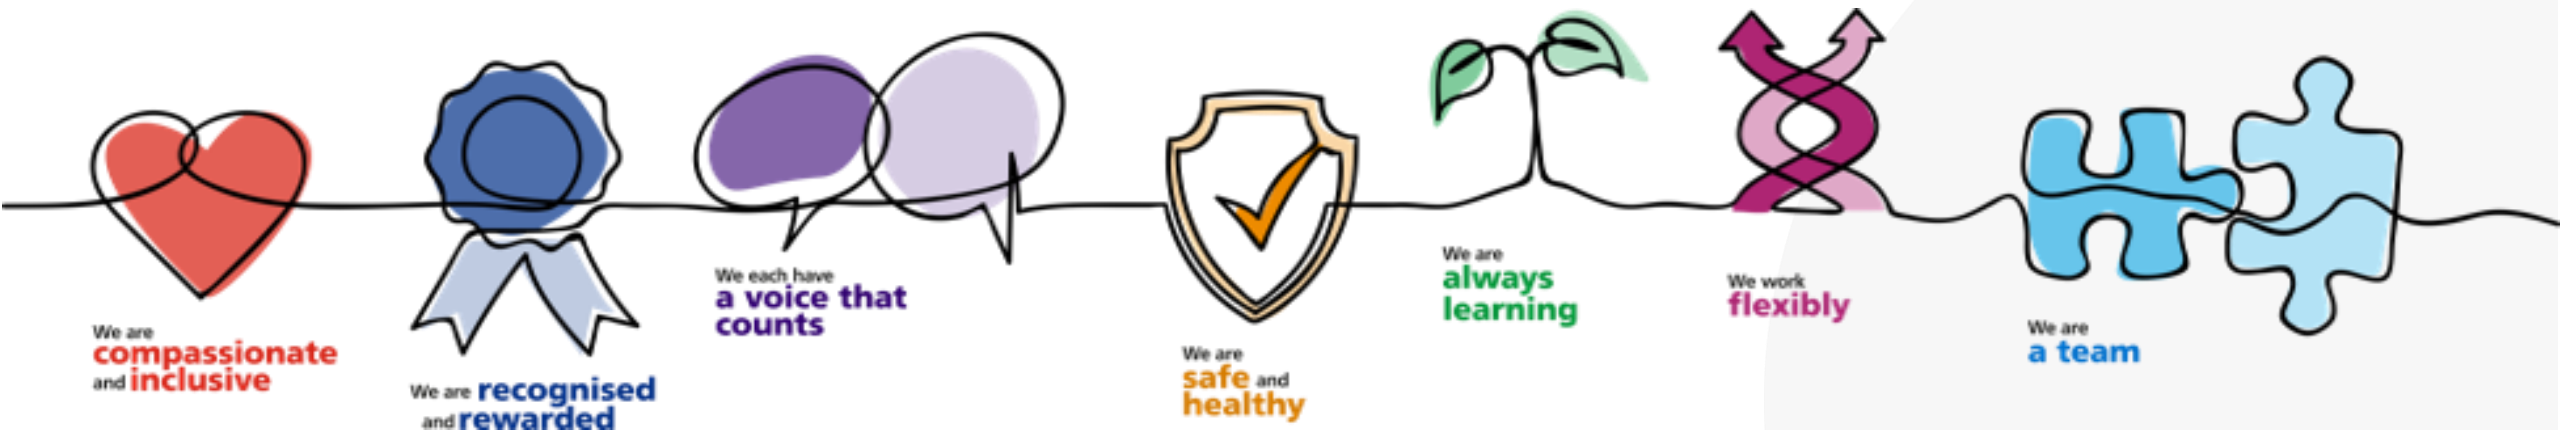 We are
compassionate
and inclusive
We are recognised
and rewarded
We each have
a voice that
counts
We are
safe and
healthy
We are
always
learning
We work
flexibly
We are
a team